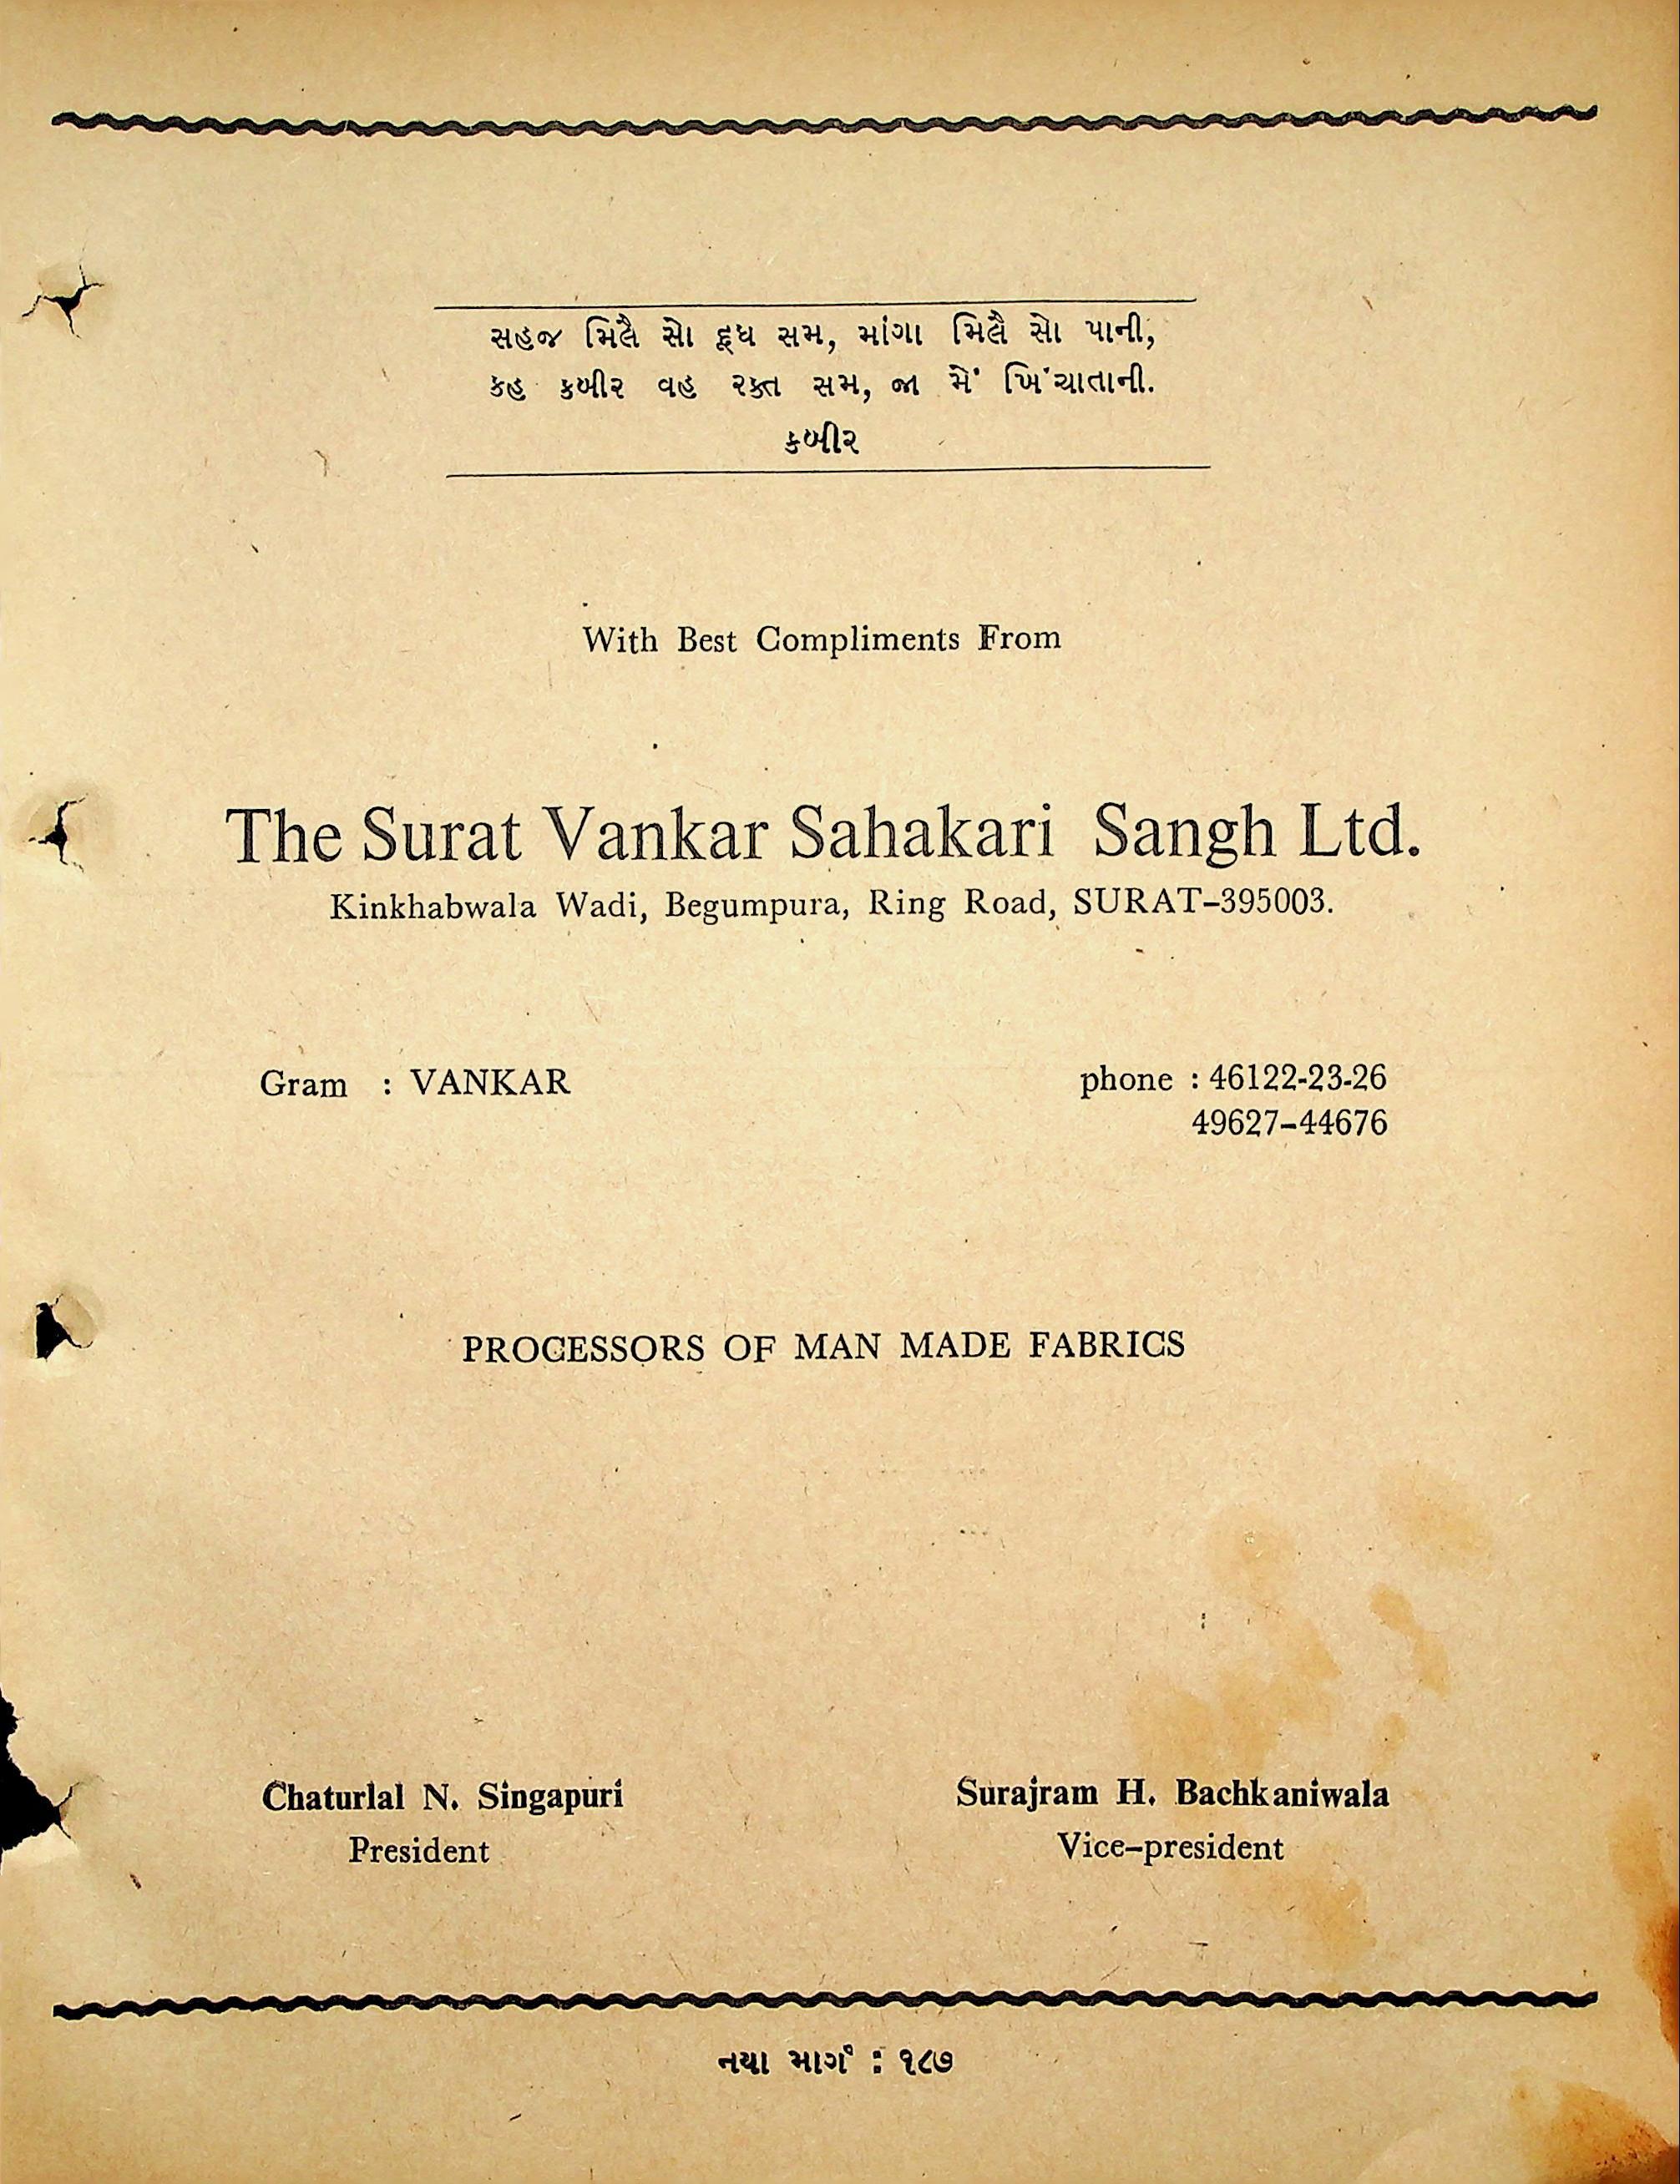 સહજ મિલૈ સો દૂધ સમ, માંગા મિલૈ સો પાની,
કહ કબીર વહ રક્ત સમ, જા મેં ખિંચાતાની.
કબીર
With Best Compliments From
The Surat Vankar Sahakari Sangh Ltd.
Kinkhabwala Wadi, Begumpura, Ring Road, SURAT-395003.
Gram : VANKAR phone : 46122-23-26
49627-44676
PROCESSORS OF MAN MADE FABRICS
Chaturlal N. Singapuri Surajram H. Bachkaniwala
President Vice-president
નયા માર્ગ : ૧૮૭